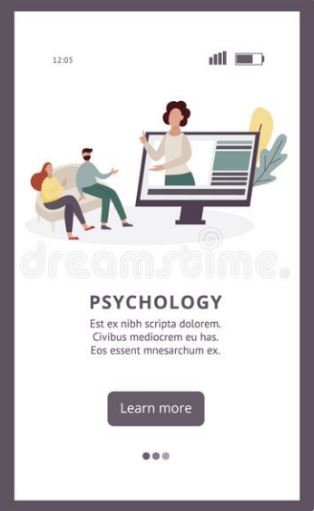 12:05
dreamstime.
PSYCHOLOGY
Est ex nibh scripta dolorem.
Civibus mediocrem eu has.
Eos essent mnesarchum ex.
Learn more